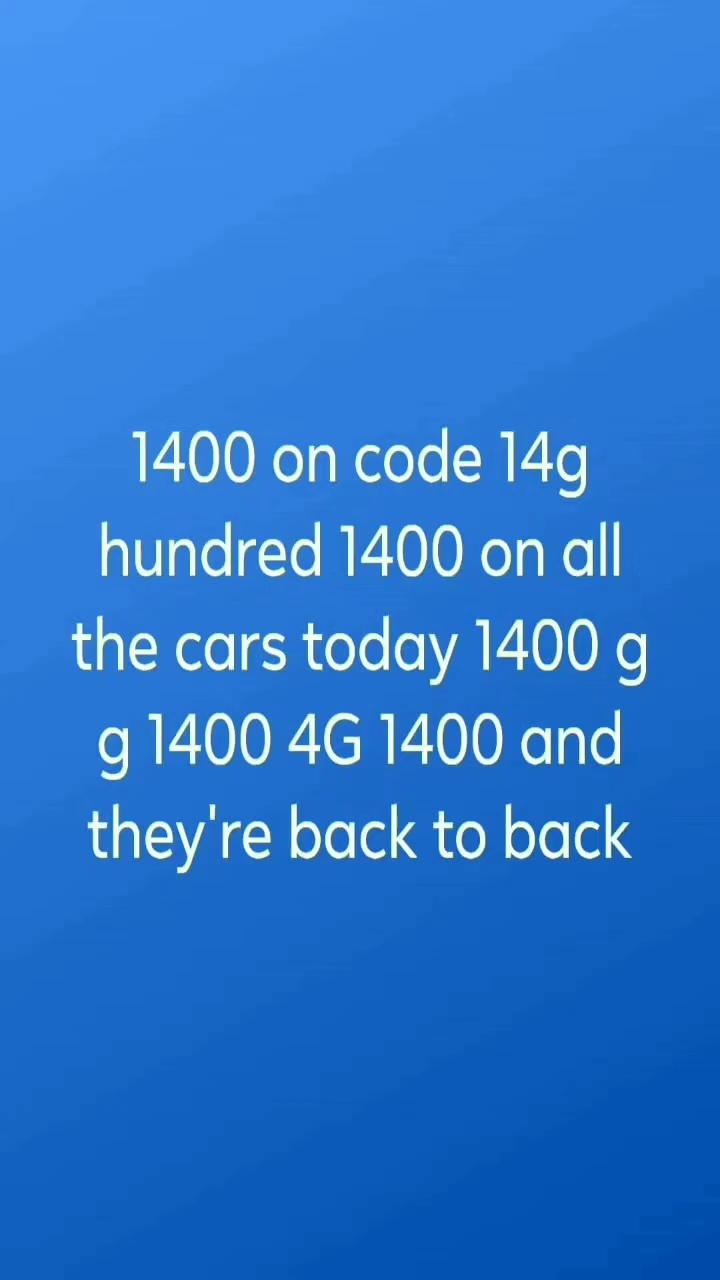 1400 on code 14g
hundred 1400 on all
the cars today 1400 g
g 1400 4G 1400 and
they're back to back